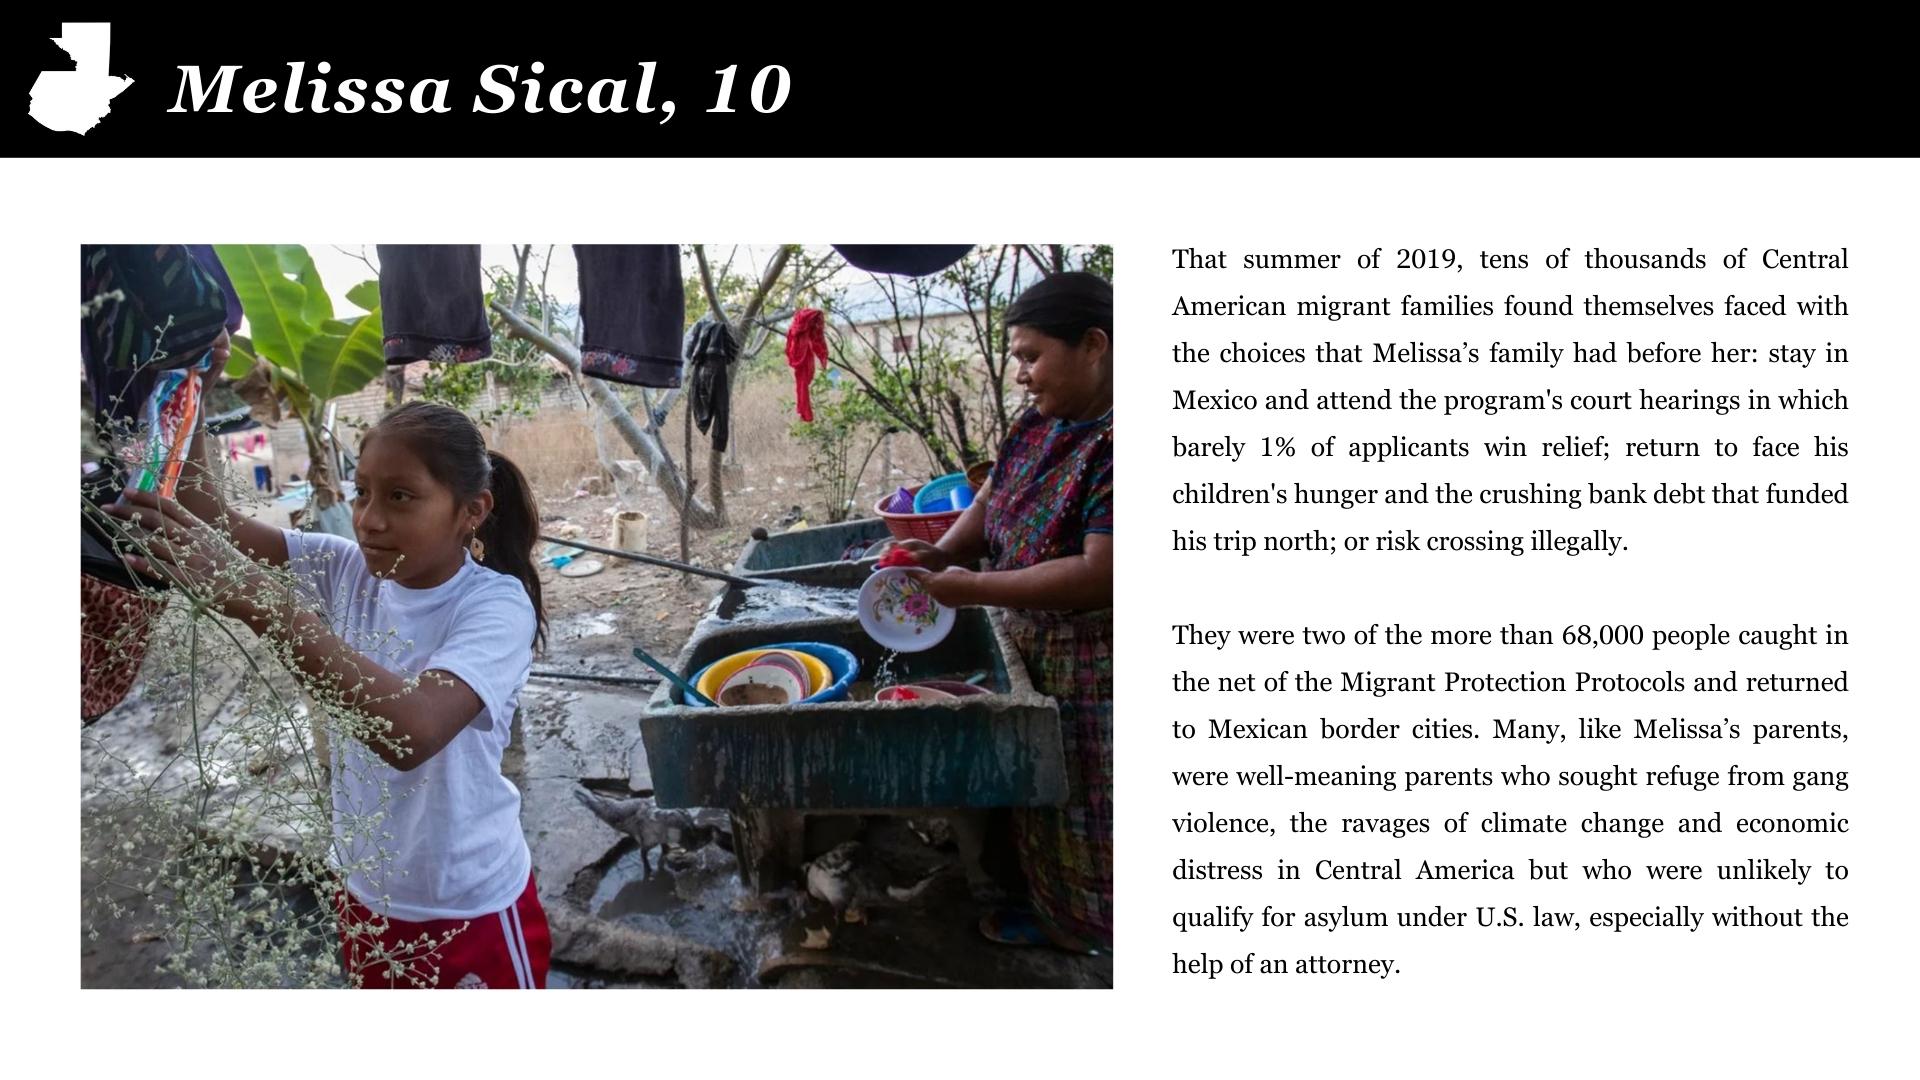 Melissa Sical, 10
That summer of 2019, tens of thousands of Central
American migrant families found themselves faced with
the choices that Melissa’s family had before her: stay in
Mexico and attend the program's court hearings in which
barely 1% of applicants win relief; return to face his
children's hunger and the crushing bank debt that funded
his trip north; or risk crossing illegally.
They were two of the more than 68,000 people caught in
the net of the Migrant Protection Protocols and returned
to Mexican border cities. Many, like Melissa’s parents,
were well-meaning parents who sought refuge from gang
violence, the ravages of climate change and economic
distress in Central America but who were unlikely to
qualify for asylum under U.S. law, especially without the
help of an attorney.